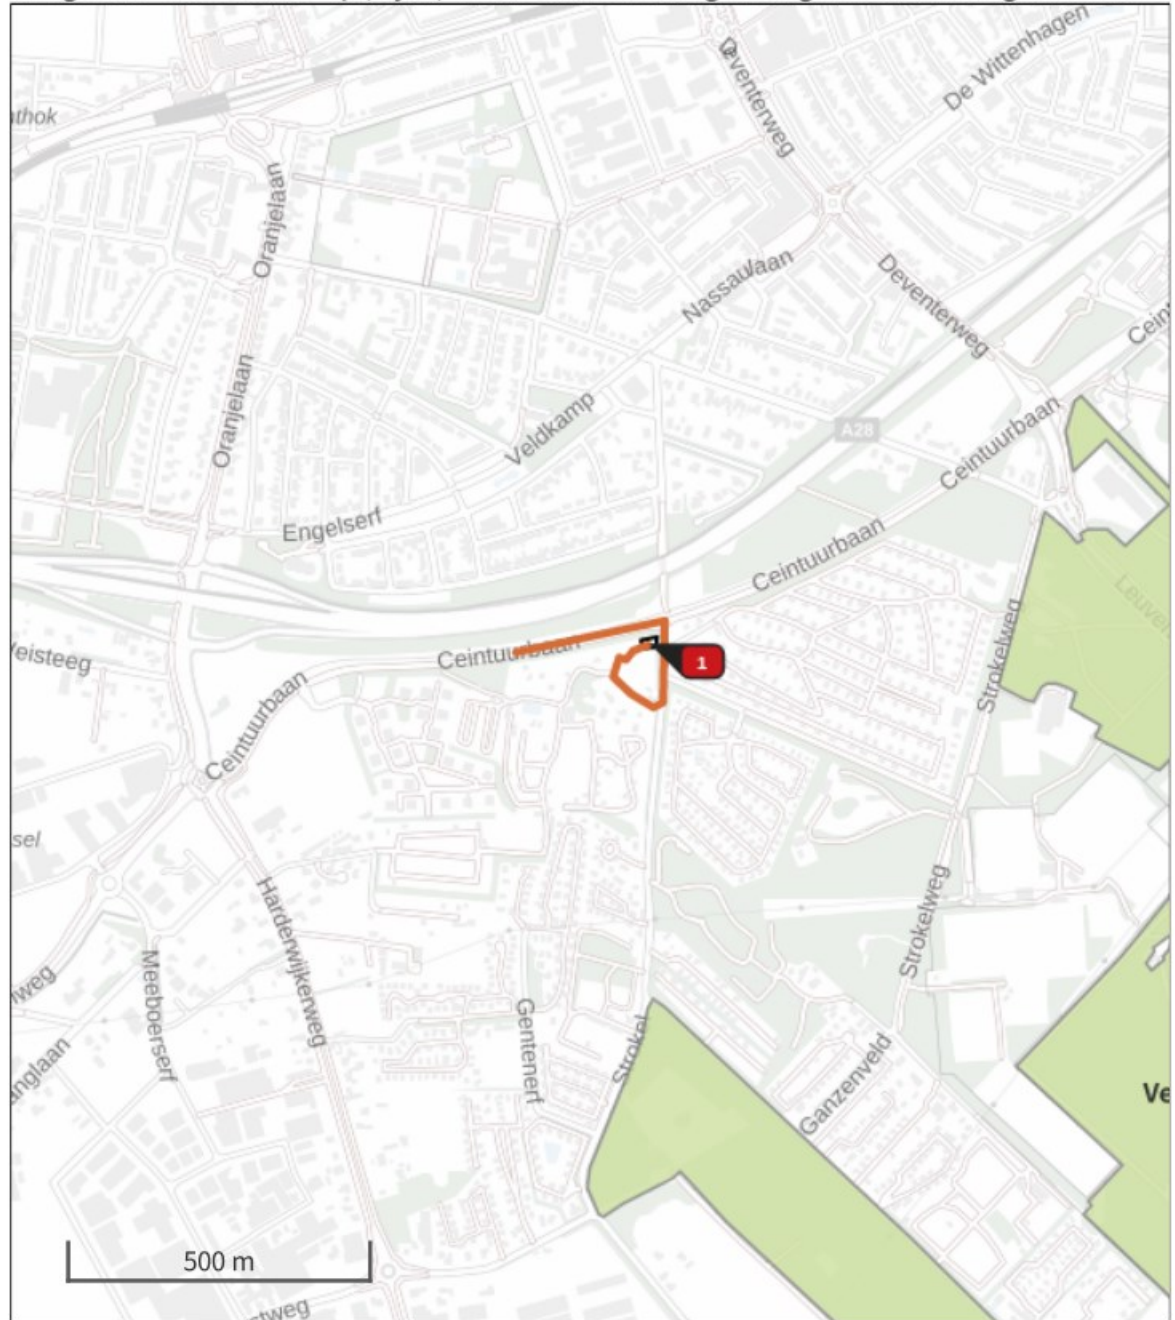 Deventerweg
De Wittenhagen
Oranjelaan
Nassaulaan
Deventerweg
Oranjelaan
Veldkamp
A28
Ceintuurbaan
Engelserf
Ceintuurbaan
Strokelweg
Ceintuurbaan
1
Ceintuurbaan
Harderwijkerweg
Strokelweg
Meeboerserf
Gentenerf
Strokel
Ganzenveld
500 m